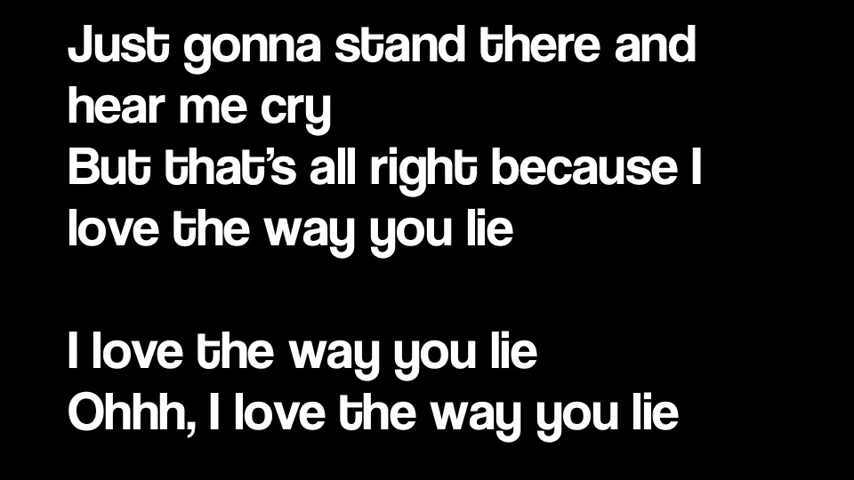 Just gonna stand there and
hear me cry
But that's all right because I
love the way you lie
I love the way you lie
Ohhh, I love the way you lie